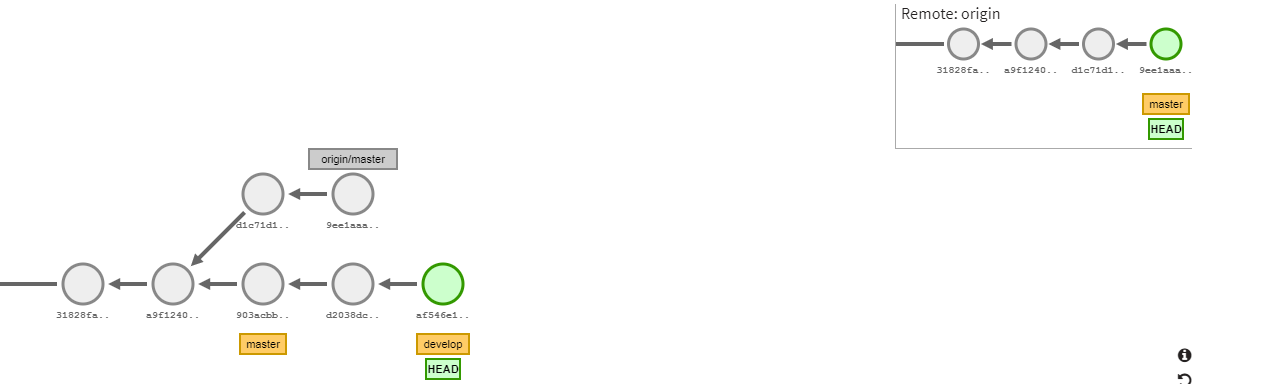 Remote: origin
31828fa.. a9f1240.. d1c71d1.. 9ee1aaa..
master
HEAD
origin/master
d1c71d1.. 9ee1aaa..
31828fa.. a9f1240.. 903acbb.. d2038dc.. af546e1..
master develop
HEAD